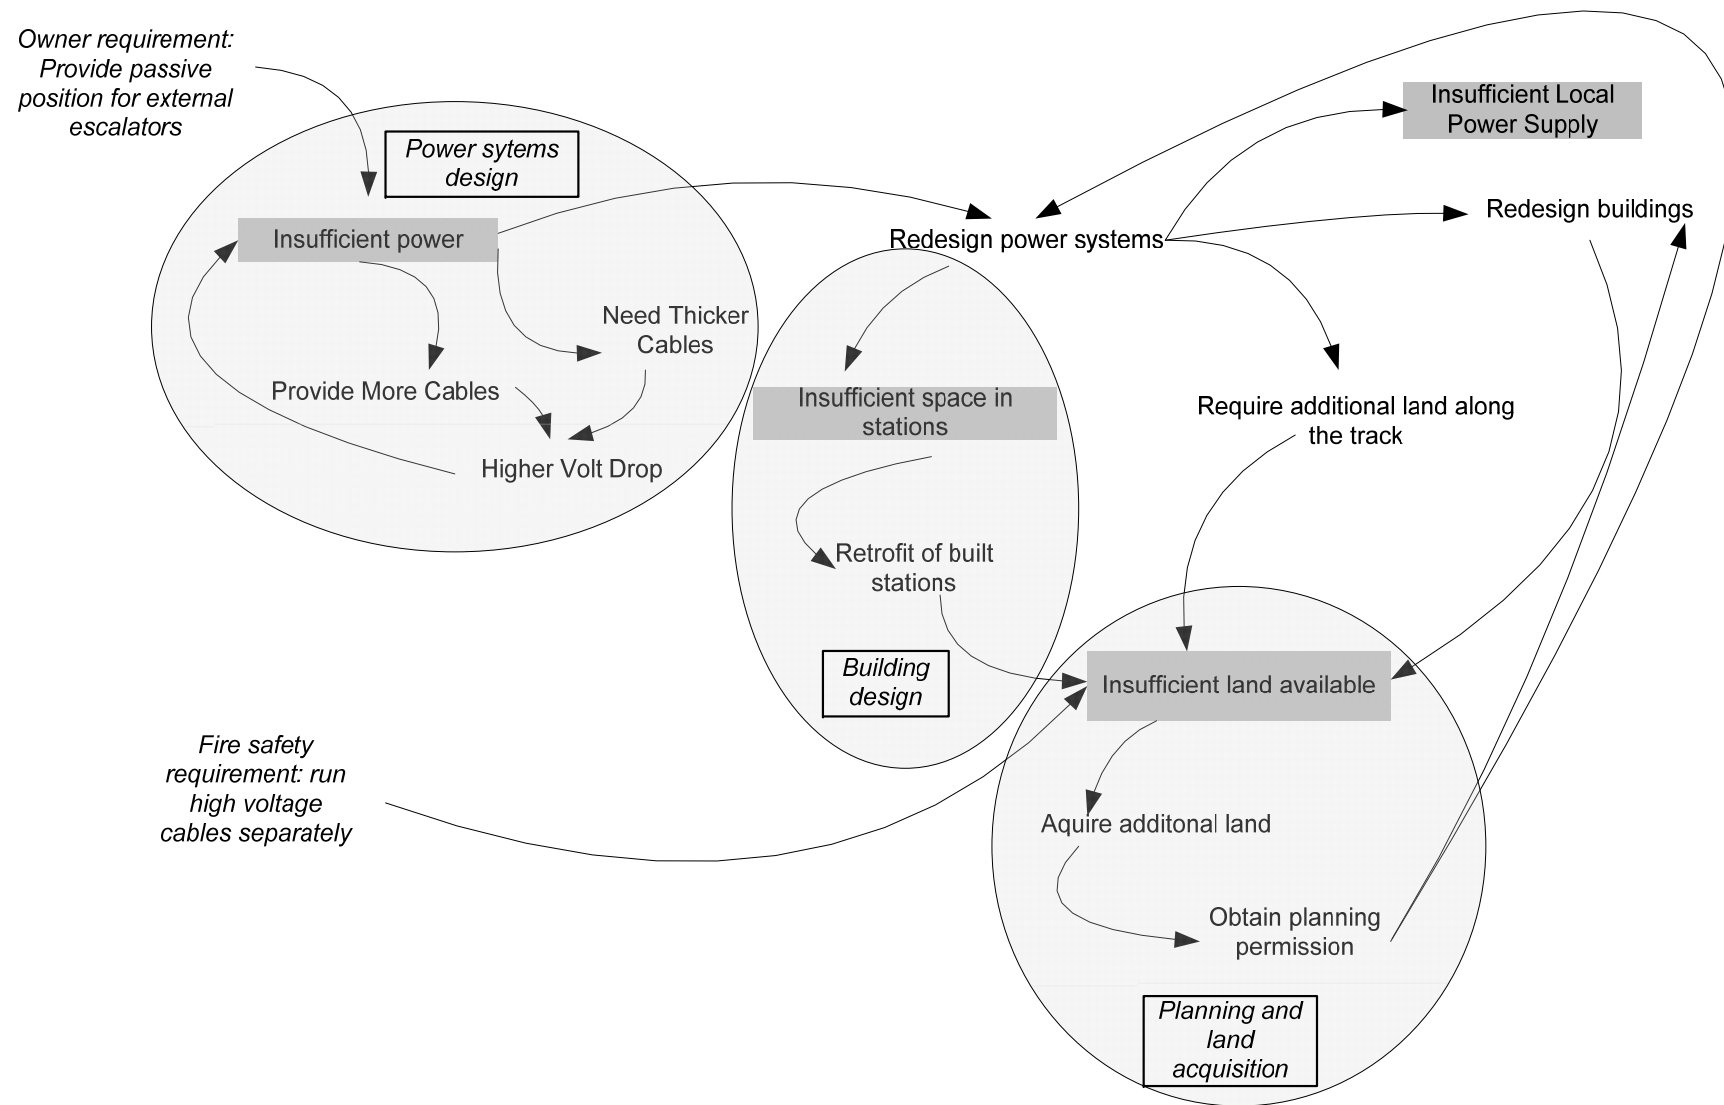 Owner requirement:
Provide passive
position for external
escalators
Power sytems
design
Insufficient power
Need Thicker
Cables
Provide More Cables
Higher Volt Drop
Redesign power systems
Insufficient Local
Power Supply
Redesign buildings
Insufficient space in
stations
Require additional land along
the track
Retrofit of built
stations
Building
design
Insufficient land available
Fire safety
requirement: run
high voltage
cables separately
Aquire additonal land
Obtain planning
permission
Planning and
land
acquisition